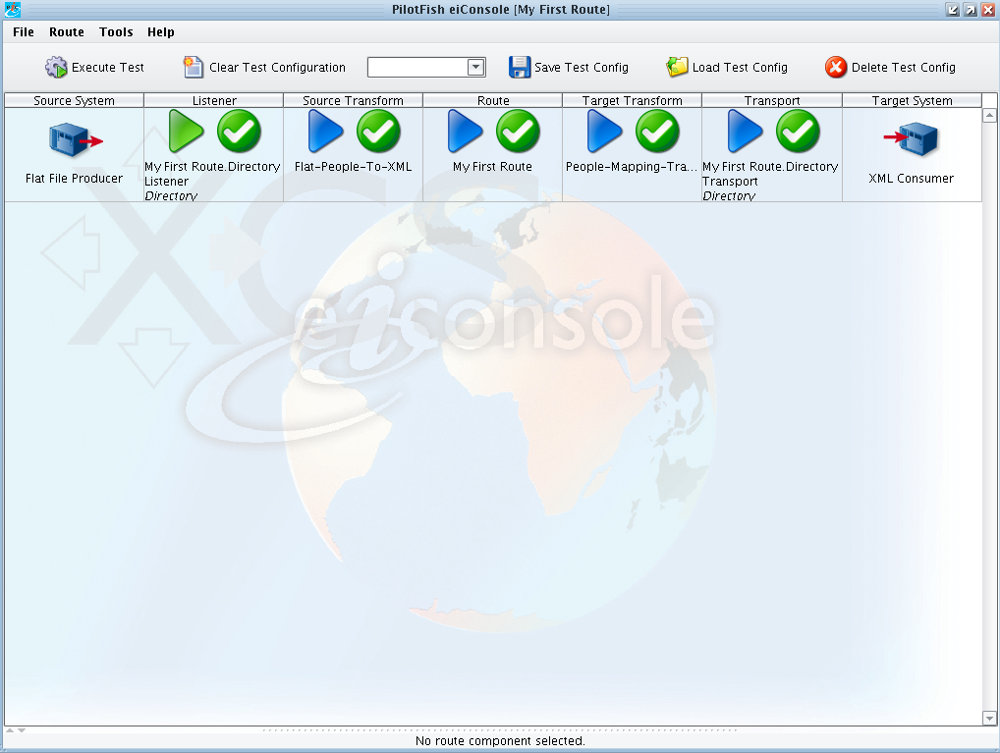 PilotFish eiConsole [My First Route]
File Route Tools Help
Execute Test Clear Test Configuration Save Test Config Load Test Config Delete Test Config
Source System Listener Source Transform Route Target Transform Transport Target System
Flat File Producer
My First Route.Directory
Listener
Directory
Flat-People-To-XML
My First Route
People-Mapping-Tra...
My First Route.Directory
Transport
Directory
XML Consumer
XCS
eiconsole
No route component selected.